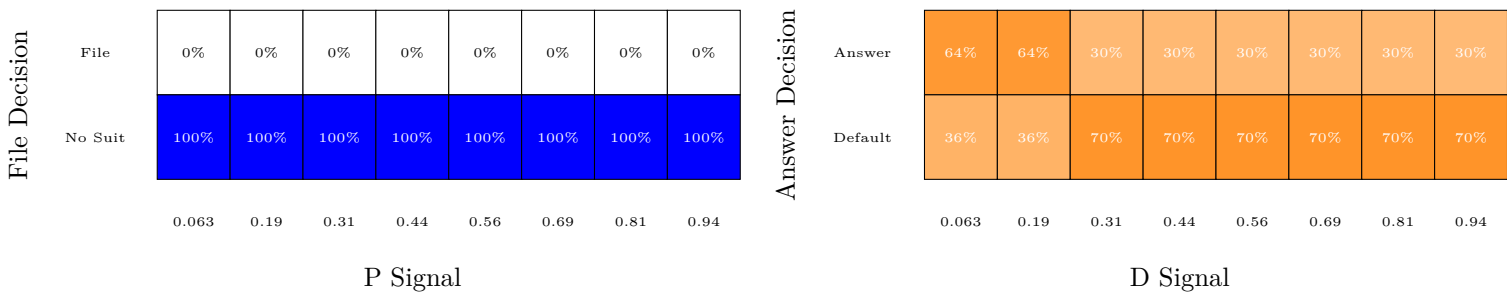 File Decision
File 0% 0% 0% 0% 0% 0% 0% 0%
No Suit 100% 100% 100% 100% 100% 100% 100% 100%
0.063 0.19 0.31 0.44 0.56 0.69 0.81 0.94
P Signal
Answer Decision
Answer 64% 64% 30% 30% 30% 30% 30% 30%
Default 36% 36% 70% 70% 70% 70% 70% 70%
0.063 0.19 0.31 0.44 0.56 0.69 0.81 0.94
D Signal